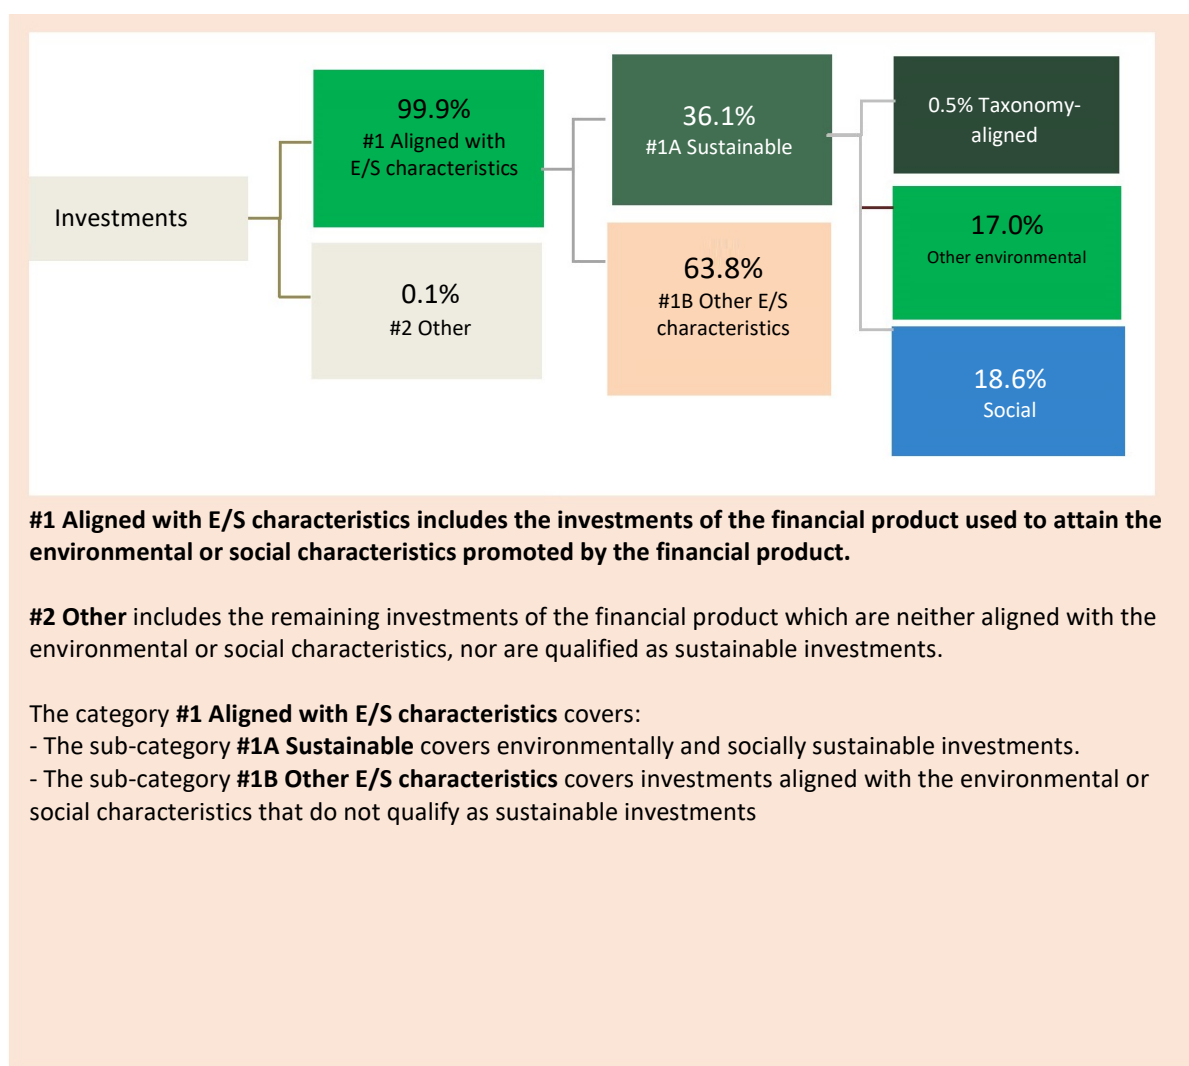 99.9%
#1 Aligned with
E/S characteristics
36.1%
#1A Sustainable
0.5% Taxonomy-
aligned
Investments
17.0%
Other environmental
0.1%
#2 Other
63.8%
#1B Other E/S
characteristics
18.6%
Social
#1 Aligned with E/S characteristics includes the investments of the financial product used to attain the
environmental or social characteristics promoted by the financial product.
#2 Other includes the remaining investments of the financial product which are neither aligned with the
environmental or social characteristics, nor are qualified as sustainable investments.
The category #1 Aligned with E/S characteristics covers:
- The sub-category #1A Sustainable covers environmentally and socially sustainable investments.
- The sub-category #1B Other E/S characteristics covers investments aligned with the environmental or
social characteristics that do not qualify as sustainable investments